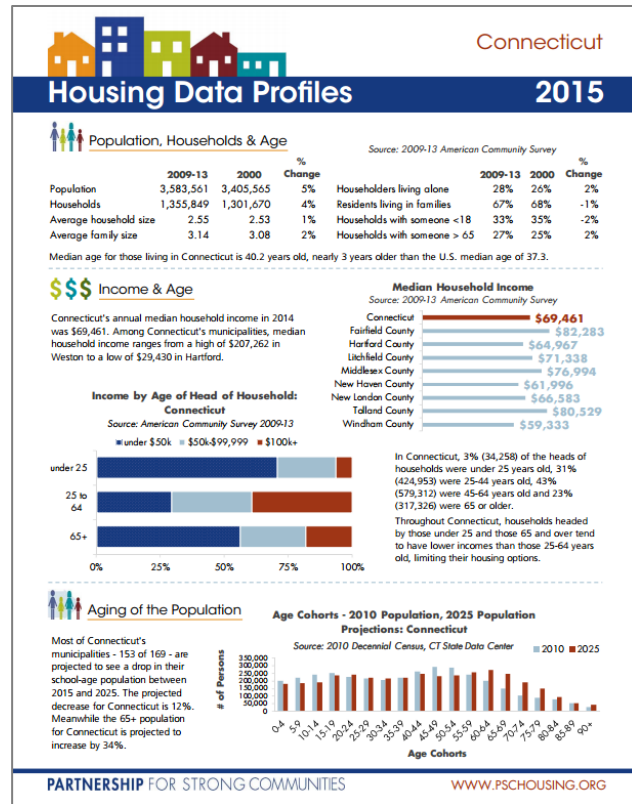 Connecticut
Housing Data Profiles 2015
Population, Households & Age
Source: 2009-13 American Community Survey
2009-13 2000 % Change
Population 3,583,561 3,405,565 5%
Households 1,355,849 1,301,670 4%
Average household size 2.55 2.53 1%
Average family size 3.14 3.08 2%
2009-13 2000 % Change
Householders living alone 28% 26% 2%
Residents living in families 67% 68% -1%
Households with someone <18 33% 35% -2%
Households with someone > 65 27% 25% 2%
Median age for those living in Connecticut is 40.2 years old, nearly 3 years older than the U.S. median age of 37.3.
$$$ Income & Age
Connecticut's annual median household income in 2014
was $69,461. Among Connecticut's municipalities, median
household income ranges from a high of $207,262 in
Weston to a low of $29,430 in Hartford.
Median Household Income
Source: 2009-13 American Community Survey
Connecticut $69,461
Fairfield County $82,283
Hartford County $64,967
Litchfield County $71,338
Middlesex County $76,994
New Haven County $61,996
New London County $66,583
Tolland County $80,529
Windham County $59,333
Income by Age of Head of Household:
Connecticut
Source: American Community Survey 2009-13
under $50k $50k-$99,999 $100k+
under 25
25 to
64
65+
0% 25% 50% 75% 100%
In Connecticut, 3% (34,258) of the heads of
households were under 25 years old, 31%
(424,953) were 25-44 years old, 43%
(579,312) were 45-64 years old and 23%
(317,326) were 65 or older.
Throughout Connecticut, households headed
by those under 25 and those 65 and over tend
to have lower incomes than those 25-64 years
old, limiting their housing options.
Aging of the Population
Most of Connecticut's
municipalities - 153 of 169 - are
projected to see a drop in their
school-age population between
2015 and 2025. The projected
decrease for Connecticut is 12%.
Meanwhile the 65+ population
for Connecticut is projected to
increase by 34%.
Age Cohorts - 2010 Population, 2025 Population
Projections: Connecticut
Source: 2010 Decennial Census, CT State Data Center
2010 2025
# of Persons
350,000
300,000
250,000
200,000
150,000
100,000
50,000
0
0-4 5-9 10-14 15-19 20-24 25-29 30-34 35-39 40-44 45-49 50-54 55-59 60-64 65-69 70-74 75-79 80-84 85-89 90+
Age Cohorts
PARTNERSHIP FOR STRONG COMMUNITIES
WWW.PSCHOUSING.ORG